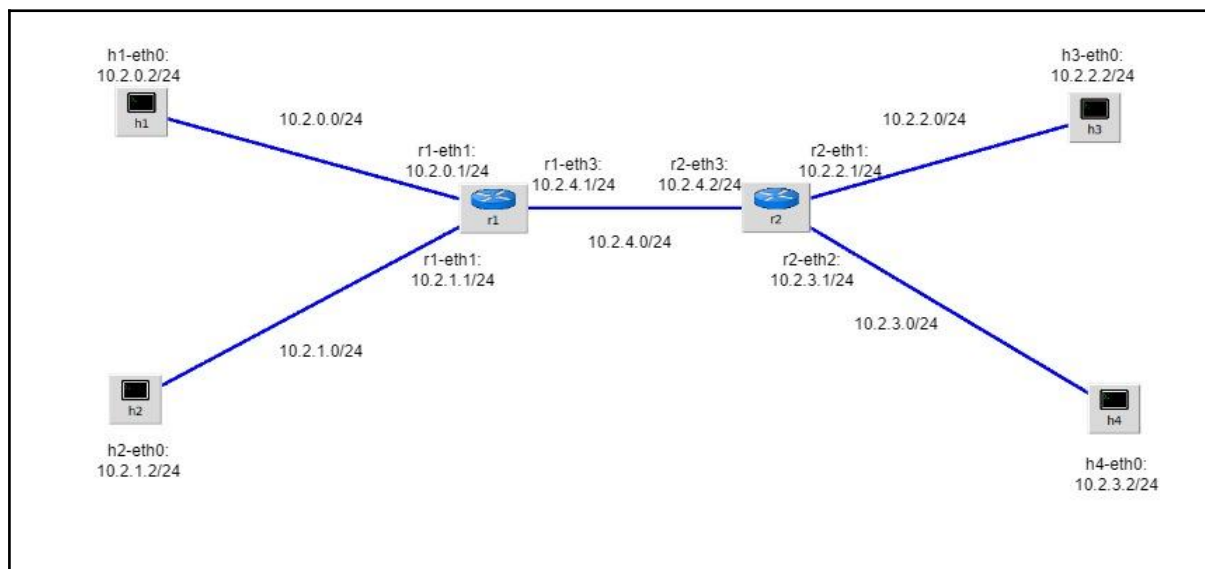 h1-eth0:
10.2.0.2/24
h1
10.2.0.0/24
r1-eth1:
10.2.0.1/24
r1-eth3:
10.2.4.1/24
r1
r1-eth1:
10.2.1.1/24
10.2.1.0/24
h2
h2-eth0:
10.2.1.2/24
10.2.4.0/24
r2-eth3:
10.2.4.2/24
r2
r2-eth1:
10.2.2.1/24
10.2.2.0/24
h3-eth0:
10.2.2.2/24
h3
r2-eth2:
10.2.3.1/24
10.2.3.0/24
h4
h4-eth0:
10.2.3.2/24